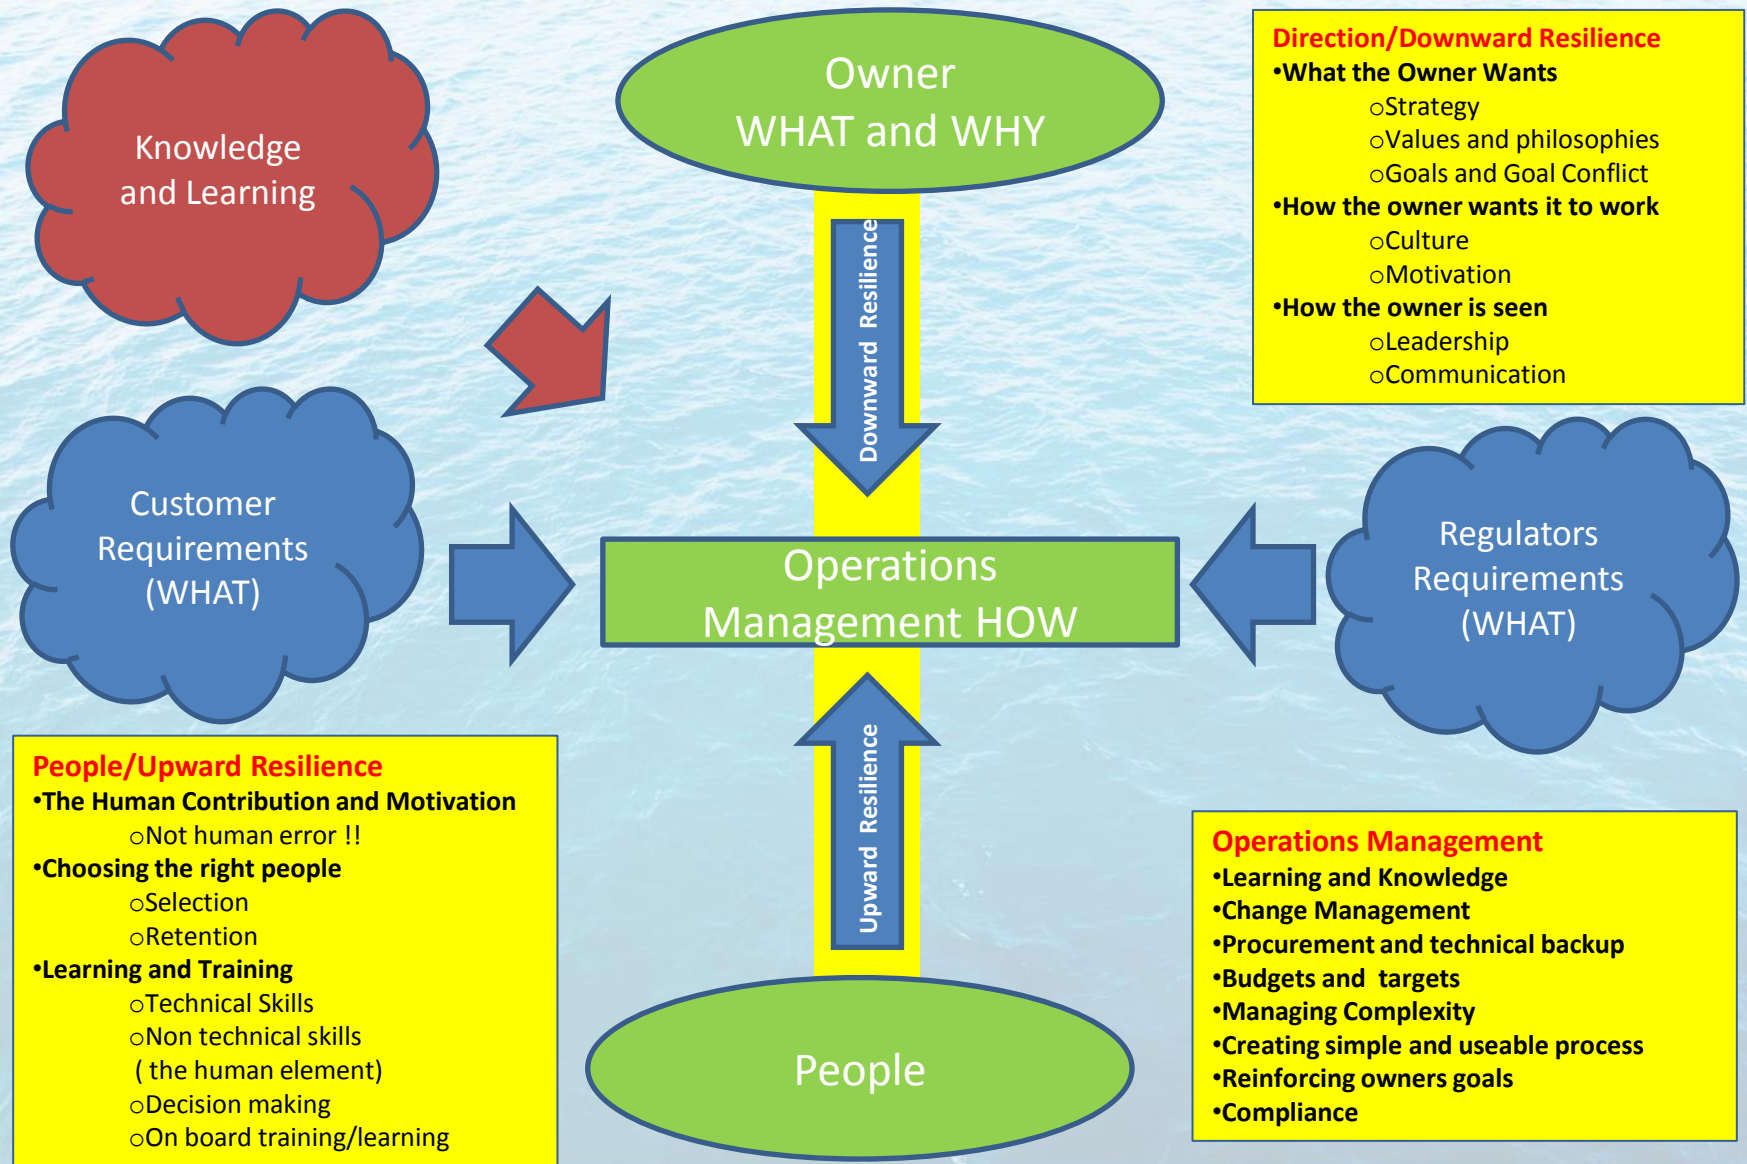 Knowledge
and Learning
Owner
WHAT and WHY
Direction/Downward Resilience
•What the Owner Wants
oStrategy
oValues and philosophies
oGoals and Goal Conflict
•How the owner wants it to work
oCulture
oMotivation
•How the owner is seen
oLeadership
oCommunication
Downward Resilience
Customer
Requirements
(WHAT)
Operations
Management HOW
Regulators
Requirements
(WHAT)
Upward Resilience
People/Upward Resilience
•The Human Contribution and Motivation
oNot human error !!
•Choosing the right people
oSelection
oRetention
•Learning and Training
oTechnical Skills
oNon technical skills
( the human element)
oDecision making
oOn board training/learning
People
Operations Management
•Learning and Knowledge
•Change Management
•Procurement and technical backup
•Budgets and targets
•Managing Complexity
•Creating simple and useable process
•Reinforcing owners goals
•Compliance